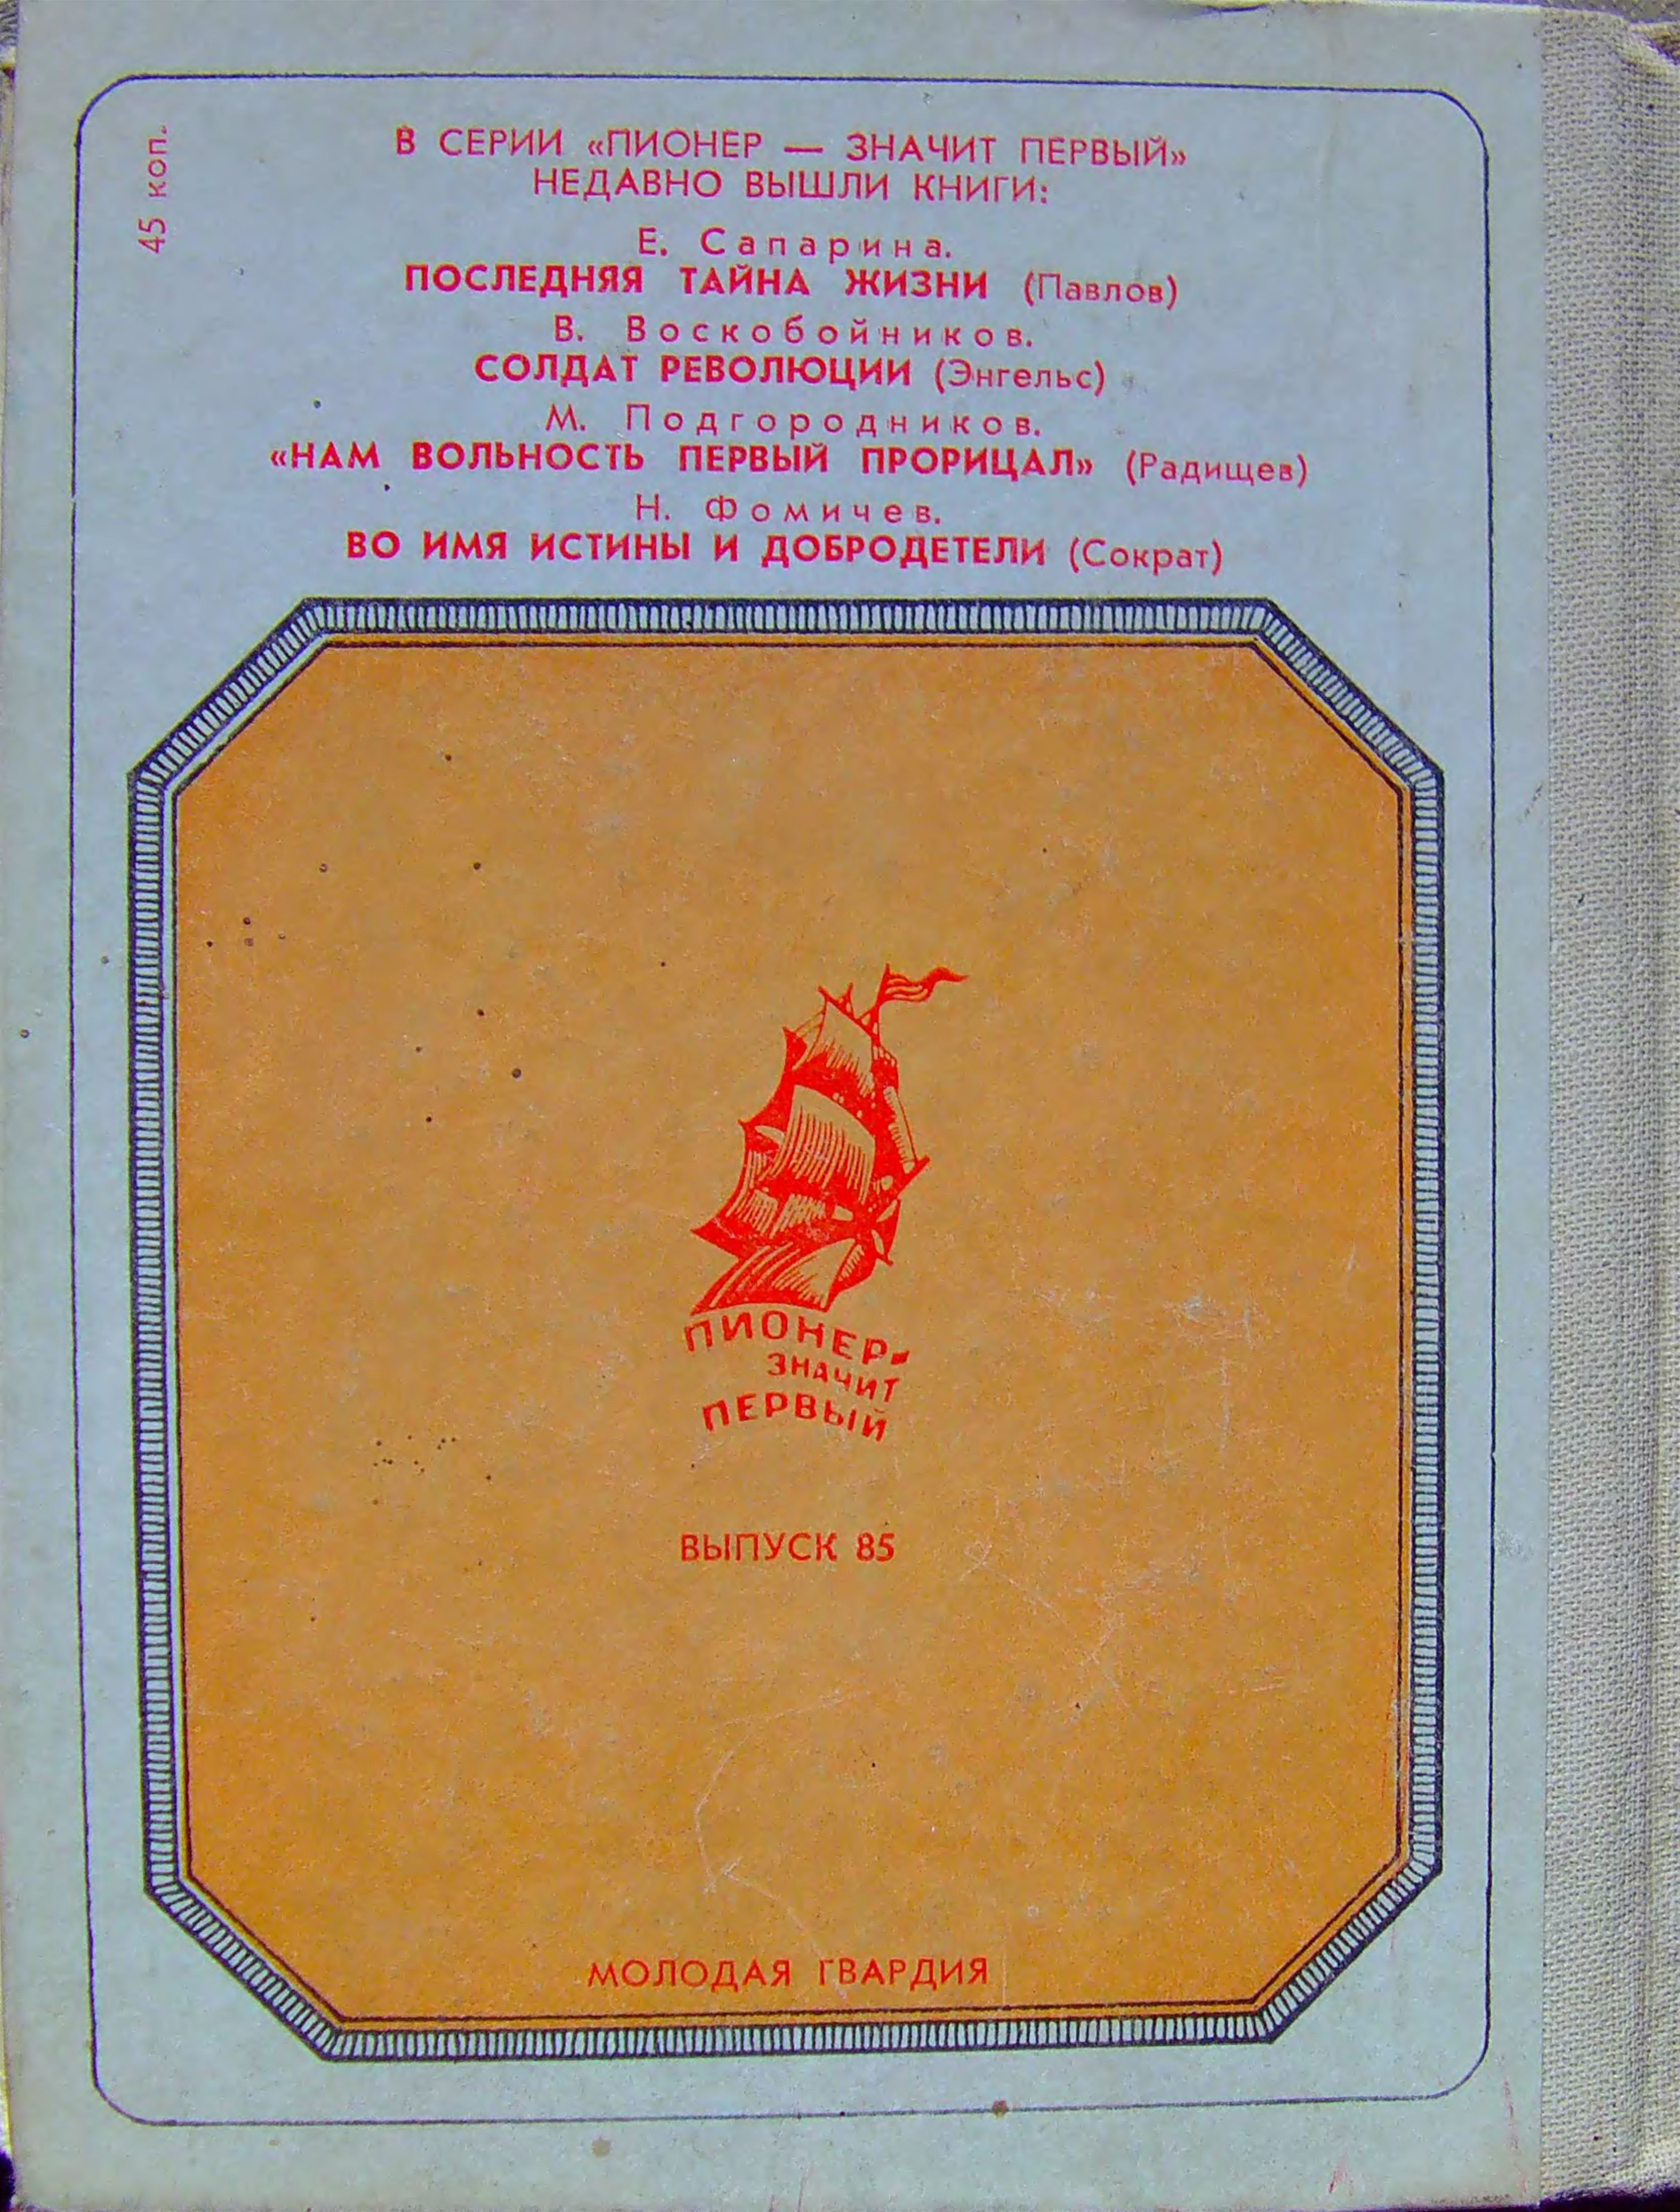 45 коп.
В СЕРИИ «ПИОНЕР — ЗНАЧИТ ПЕРВЫЙ»
НЕДАВНО ВЫШЛИ КНИГИ:
Е. Сапарина.
ПОСЛЕДНЯЯ ТАЙНА ЖИЗНИ (Павлов)
В. Воскобойников.
СОЛДАТ РЕВОЛЮЦИИ (Энгельс)
М. Подгородников.
«НАМ ВОЛЬНОСТЬ ПЕРВЫЙ ПРОРИЦАЛ» (Радищев)
Н. Фомичев.
ВО ИМЯ ИСТИНЫ И ДОБРОДЕТЕЛИ (Сократ)
ПИОНЕР-
ЗНАЧИТ
ПЕРВЫЙ
ВЫПУСК 85
МОЛОДАЯ ГВАРДИЯ